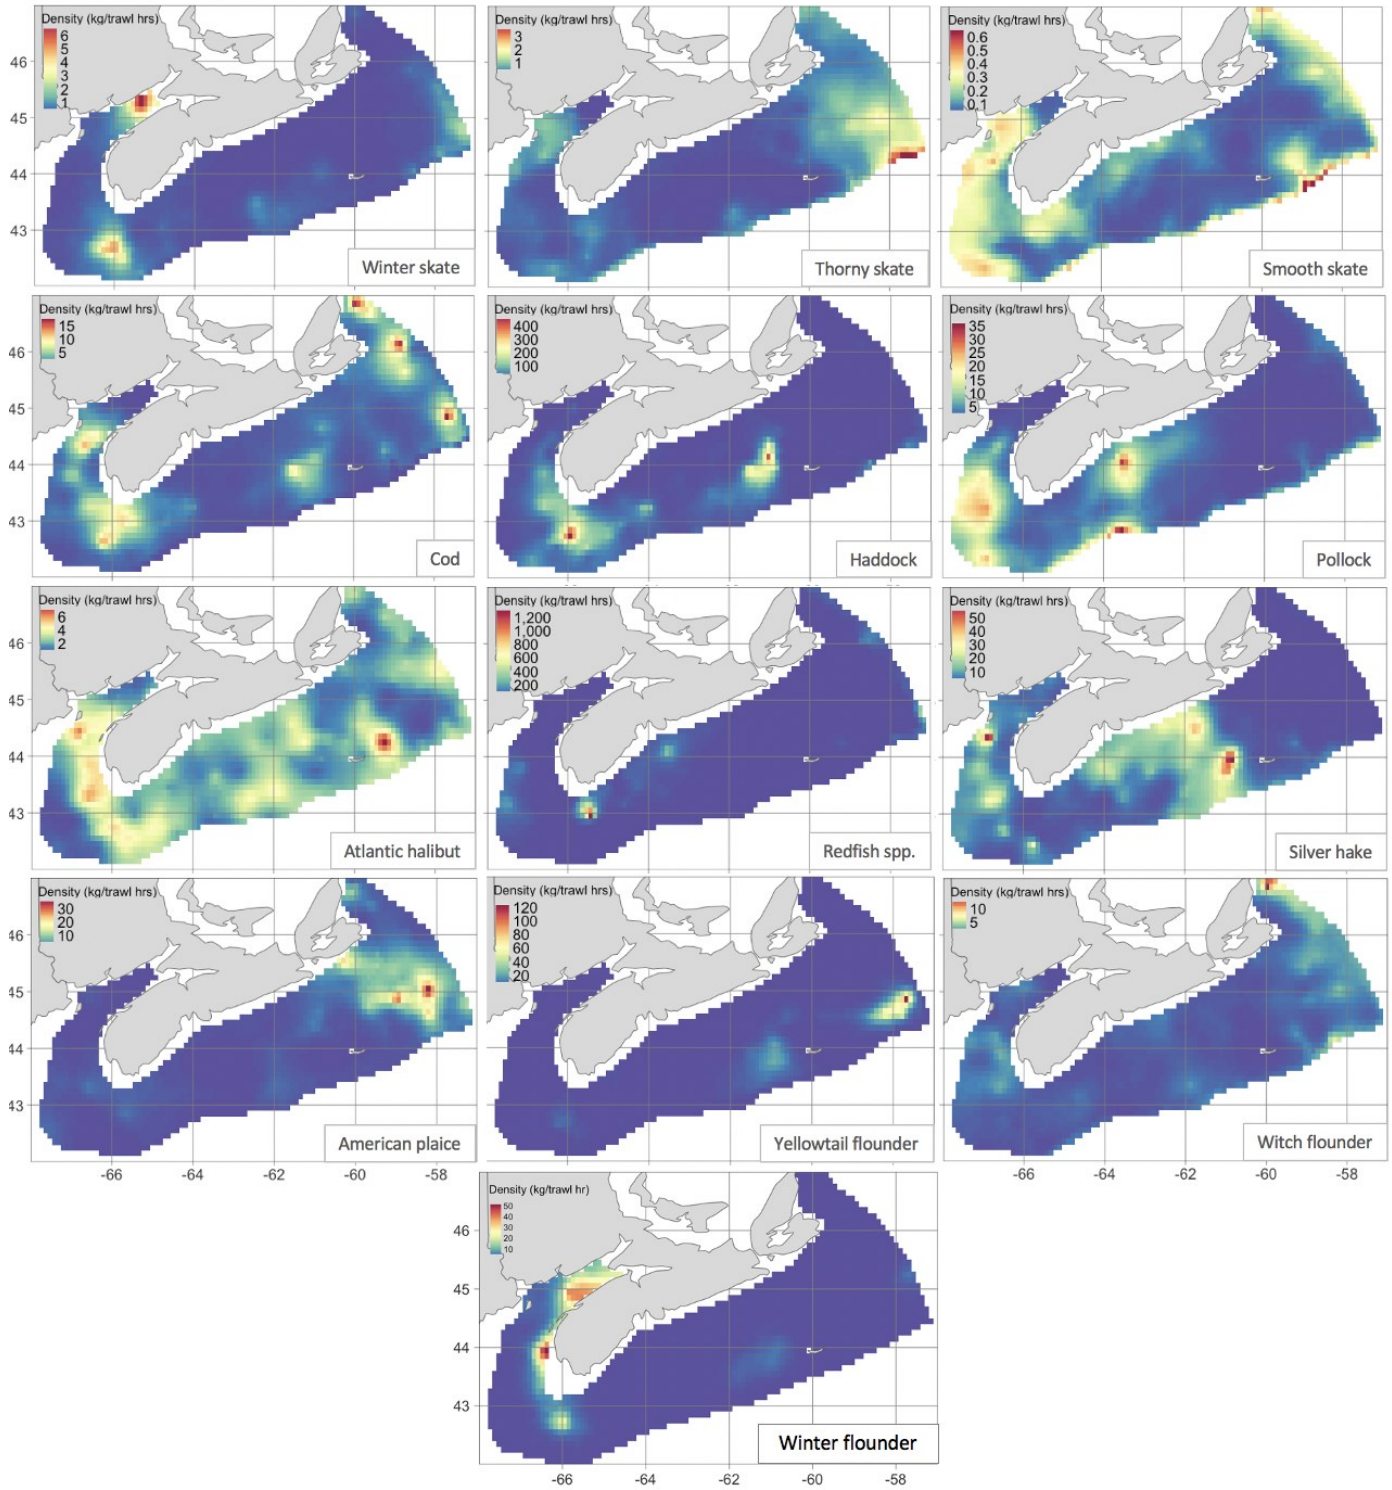 Density (kg/trawl hrs)
6
5
4
3
2
1
46
45
44
43
Winter skate
Density (kg/trawl hrs)
3
2
1
Thorny skate
Density (kg/trawl hrs)
0.6
0.5
0.4
0.3
0.2
0.1
Smooth skate
Density (kg/trawl hrs)
15
10
5
46
45
44
43
Cod
Density (kg/trawl hrs)
400
300
200
100
Haddock
Density (kg/trawl hrs)
35
30
25
20
15
10
5
Pollock
Density (kg/trawl hrs)
6
4
2
46
45
44
43
Atlantic halibut
Density (kg/trawl hrs)
1,200
1,000
800
600
400
200
Redfish spp.
Density (kg/trawl hrs)
50
40
30
20
10
Silver hake
Density (kg/trawl hrs)
30
20
10
46
45
44
43
American plaice
-66 -64 -62 -60 -58
Density (kg/trawl hrs)
120
100
80
60
40
20
Yellowtail flounder
Density (kg/trawl hrs)
10
5
Witch flounder
-66 -64 -62 -60 -58
Density (kg/trawl hr)
50
40
30
20
10
46
45
44
43
Winter flounder
-66 -64 -62 -60 -58